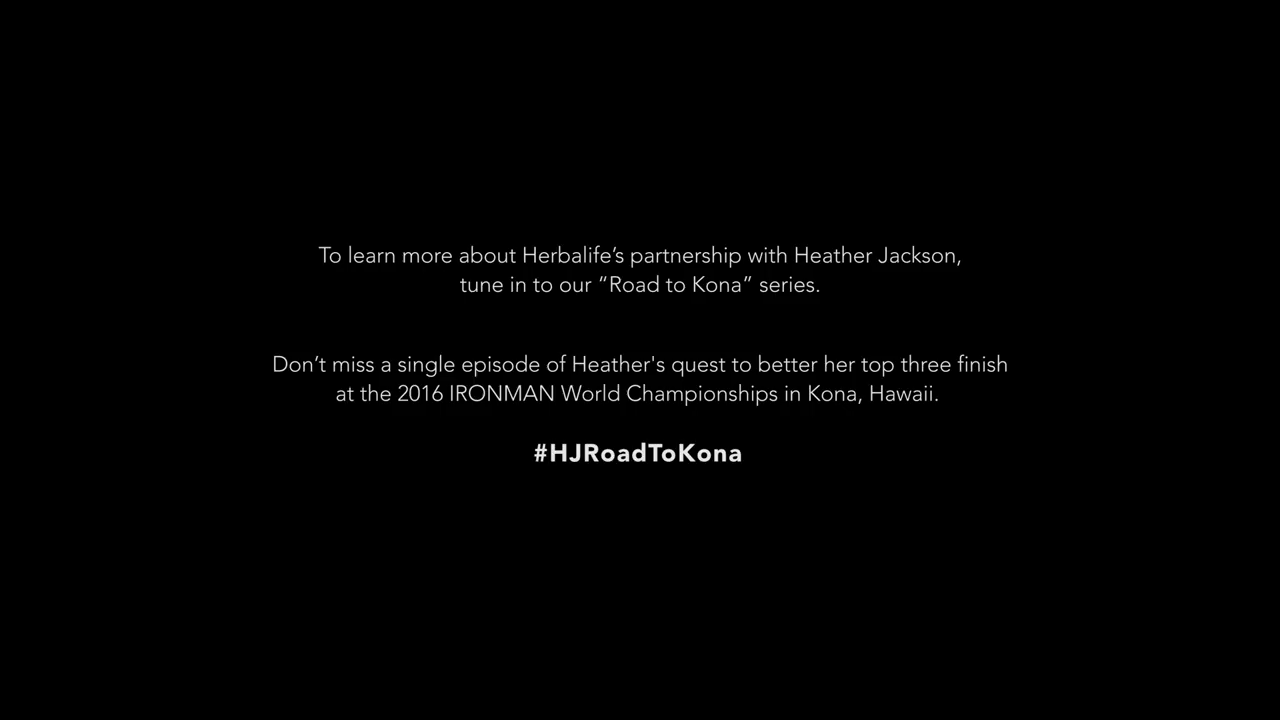 To learn more about Herbalife’s partnership with Heather Jackson,
tune in to our “Road to Kona” series.
Don’t miss a single episode of Heather's quest to better her top three finish
at the 2016 IRONMAN World Championships in Kona, Hawaii.
#HJRoadToKona